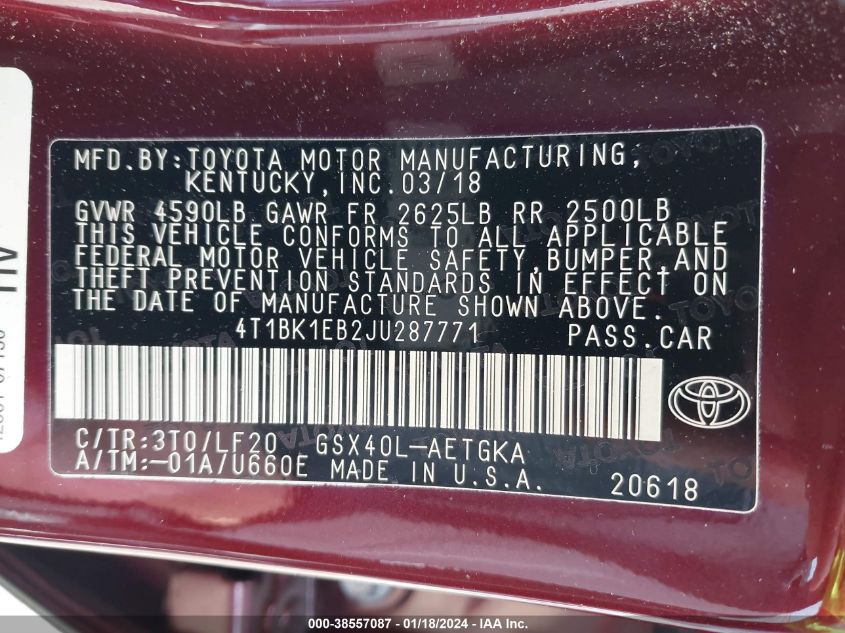 MFD.BY:TOYOTA MOTOR MANUFACTURING,
KENTUCKY,INC.03/18
GVWR 4590LB GAWR FR 2625LB RR 2500LB
THIS VEHICLE CONFORMS TO ALL APPLICABLE
FEDERAL MOTOR VEHICLE SAFETY,BUMPER,AND
THEFT PREVENTION STANDARDS IN EFFECT ON
THE DATE OF MANUFACTURE SHOWN ABOVE.
4T1BK1EB2JU287771 PASS.CAR
C/TR:3T0/LF20 GSX40L-AETGKA
A/TM:-01A/U660E MADE IN U.S.A. 20618
000-38557087 - 01/18/2024 - IAA Inc.